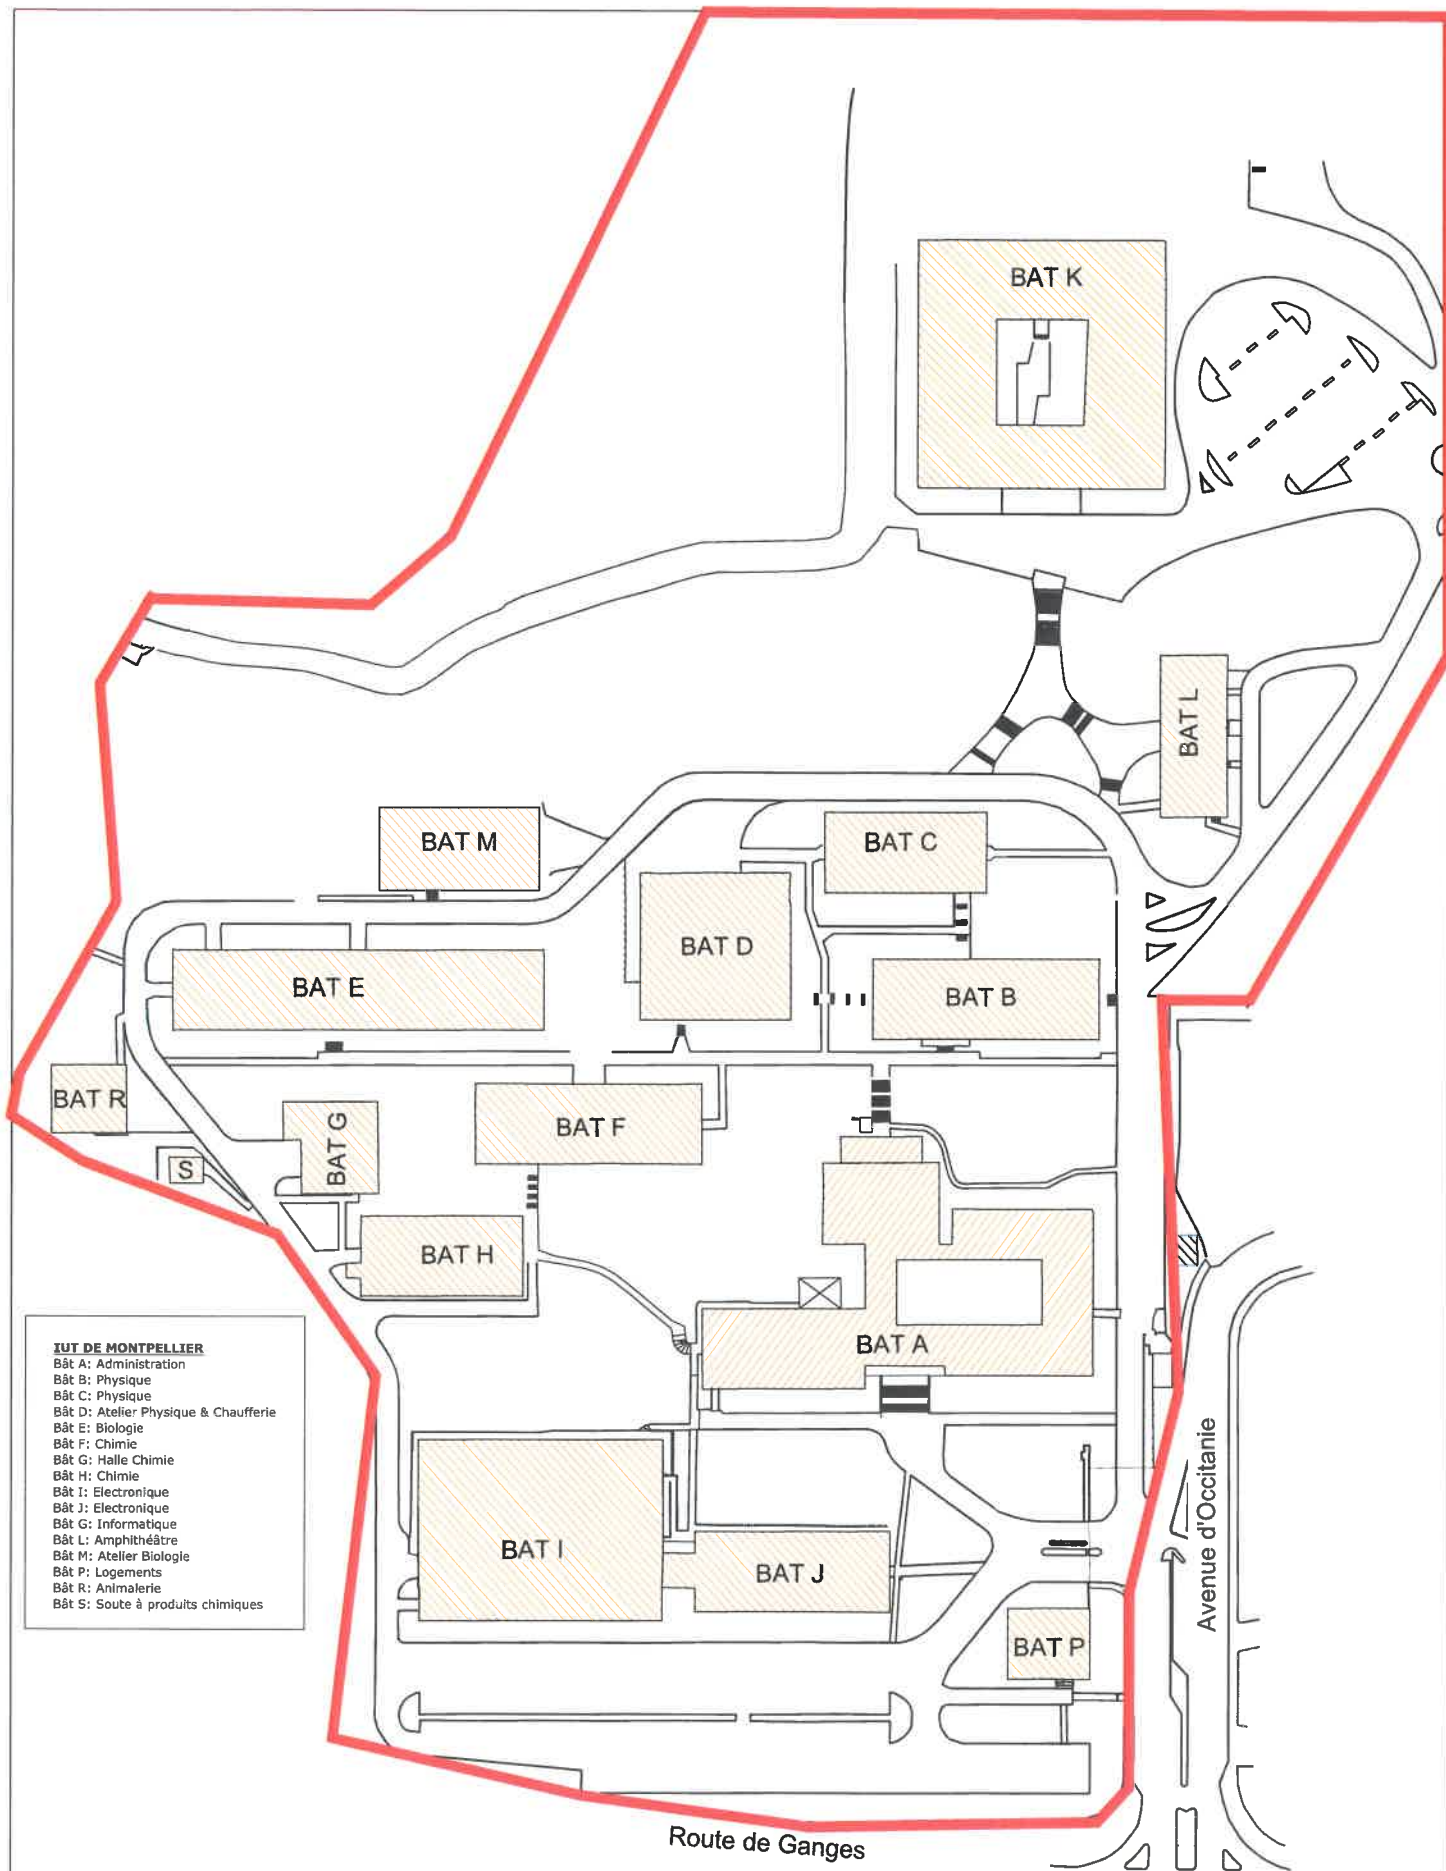 BAT K
BAT L
BAT M
BAT C
BAT D
BAT E
BAT B
BAT R
BAT G
BAT F
S
BAT H
BAT A
IUT DE MONTPELLIER
Bât A: Administration
Bât B: Physique
Bât C: Physique
Bât D: Atelier Physique & Chaufferie
Bât E: Biologie
Bât F: Chimie
Bât G: Halle Chimie
Bât H: Chimie
Bât I: Electronique
Bât J: Electronique
Bât G: Informatique
Bât L: Amphithéâtre
Bât M: Atelier Biologie
Bât P: Logements
Bât R: Animalerie
Bât S: Soute à produits chimiques
Avenue d'Occitanie
BAT I
BAT J
BAT P
Route de Ganges